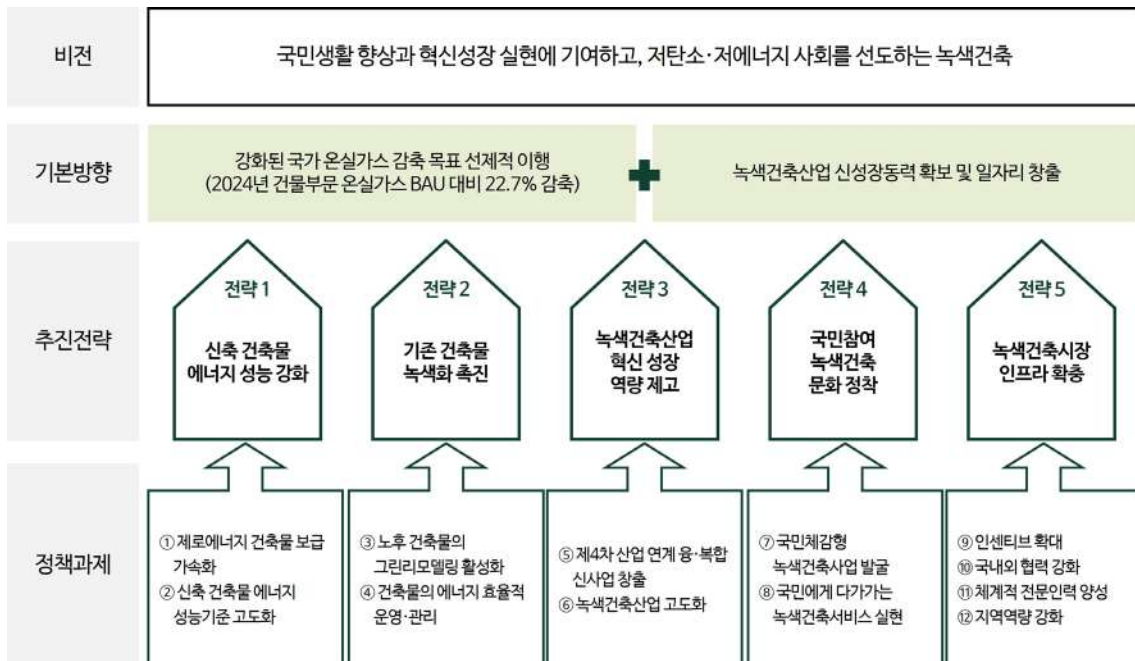 비전
국민생활 향상과 혁신성장 실현에 기여하고, 저탄소·저에너지 사회를 선도하는 녹색건축
기본방향
강화된 국가 온실가스 감축 목표 선제적 이행
(2024년 건물부문 온실가스 BAU 대비 22.7% 감축)
녹색건축산업 신성장동력 확보 및 일자리 창출
추진전략
전략 1
신축 건축물
에너지 성능 강화
전략 2
기존 건축물
녹색화 촉진
전략 3
녹색건축산업
혁신 성장
역량 제고
전략 4
국민참여
녹색건축
문화 정착
전략 5
녹색건축시장
인프라 확충
정책과제
① 제로에너지 건축물 보급
가속화
② 신축 건축물 에너지
성능기준 고도화
③ 노후 건축물의
그린리모델링 활성화
④ 건축물의 에너지 효율적
운영·관리
⑤ 제4차 산업 연계 융·복합
신사업 창출
⑥ 녹색건축산업 고도화
⑦ 국민체감형
녹색건축사업 발굴
⑧ 국민에게 다가가는
녹색건축서비스 실현
⑨ 인센티브 확대
⑩ 국내외 협력 강화
⑪ 체계적 전문인력 양성
⑫ 지역역량 강화